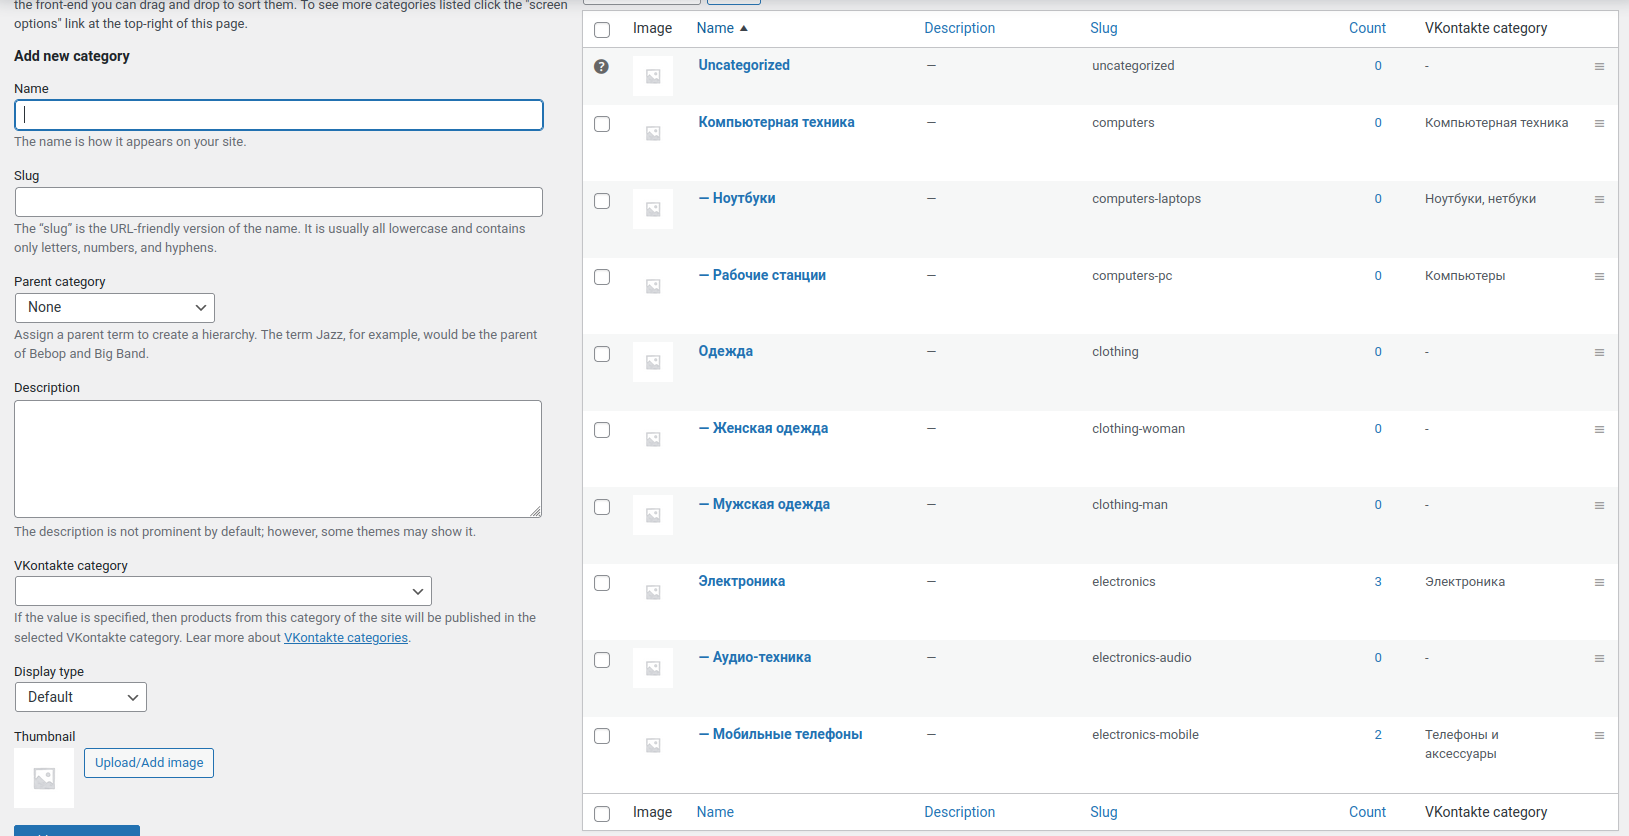 the front-end you can drag and drop to sort them. To see more categories listed click the "screen
options" link at the top-right of this page.
Add new category
Name
The name is how it appears on your site.
Slug
The “slug” is the URL-friendly version of the name. It is usually all lowercase and contains
only letters, numbers, and hyphens.
Parent category
None
Assign a parent term to create a hierarchy. The term Jazz, for example, would be the parent
of Bebop and Big Band.
Description
The description is not prominent by default; however, some themes may show it.
VKontakte category
If the value is specified, then products from this category of the site will be published in the
selected VKontakte category. Lear more about VKontakte categories.
Display type
Default
Thumbnail
Upload/Add image
Image Name Description Slug Count VKontakte category
Uncategorized — uncategorized 0 -
Компьютерная техника — computers 0 Компьютерная техника
— Ноутбуки — computers-laptops 0 Ноутбуки, нетбуки
— Рабочие станции — computers-pc 0 Компьютеры
Одежда — clothing 0 -
— Женская одежда — clothing-woman 0 -
— Мужская одежда — clothing-man 0 -
Электроника — electronics 3 Электроника
— Аудио-техника — electronics-audio 0 -
— Мобильные телефоны — electronics-mobile 2 Телефоны и
аксессуары
Image Name Description Slug Count VKontakte category